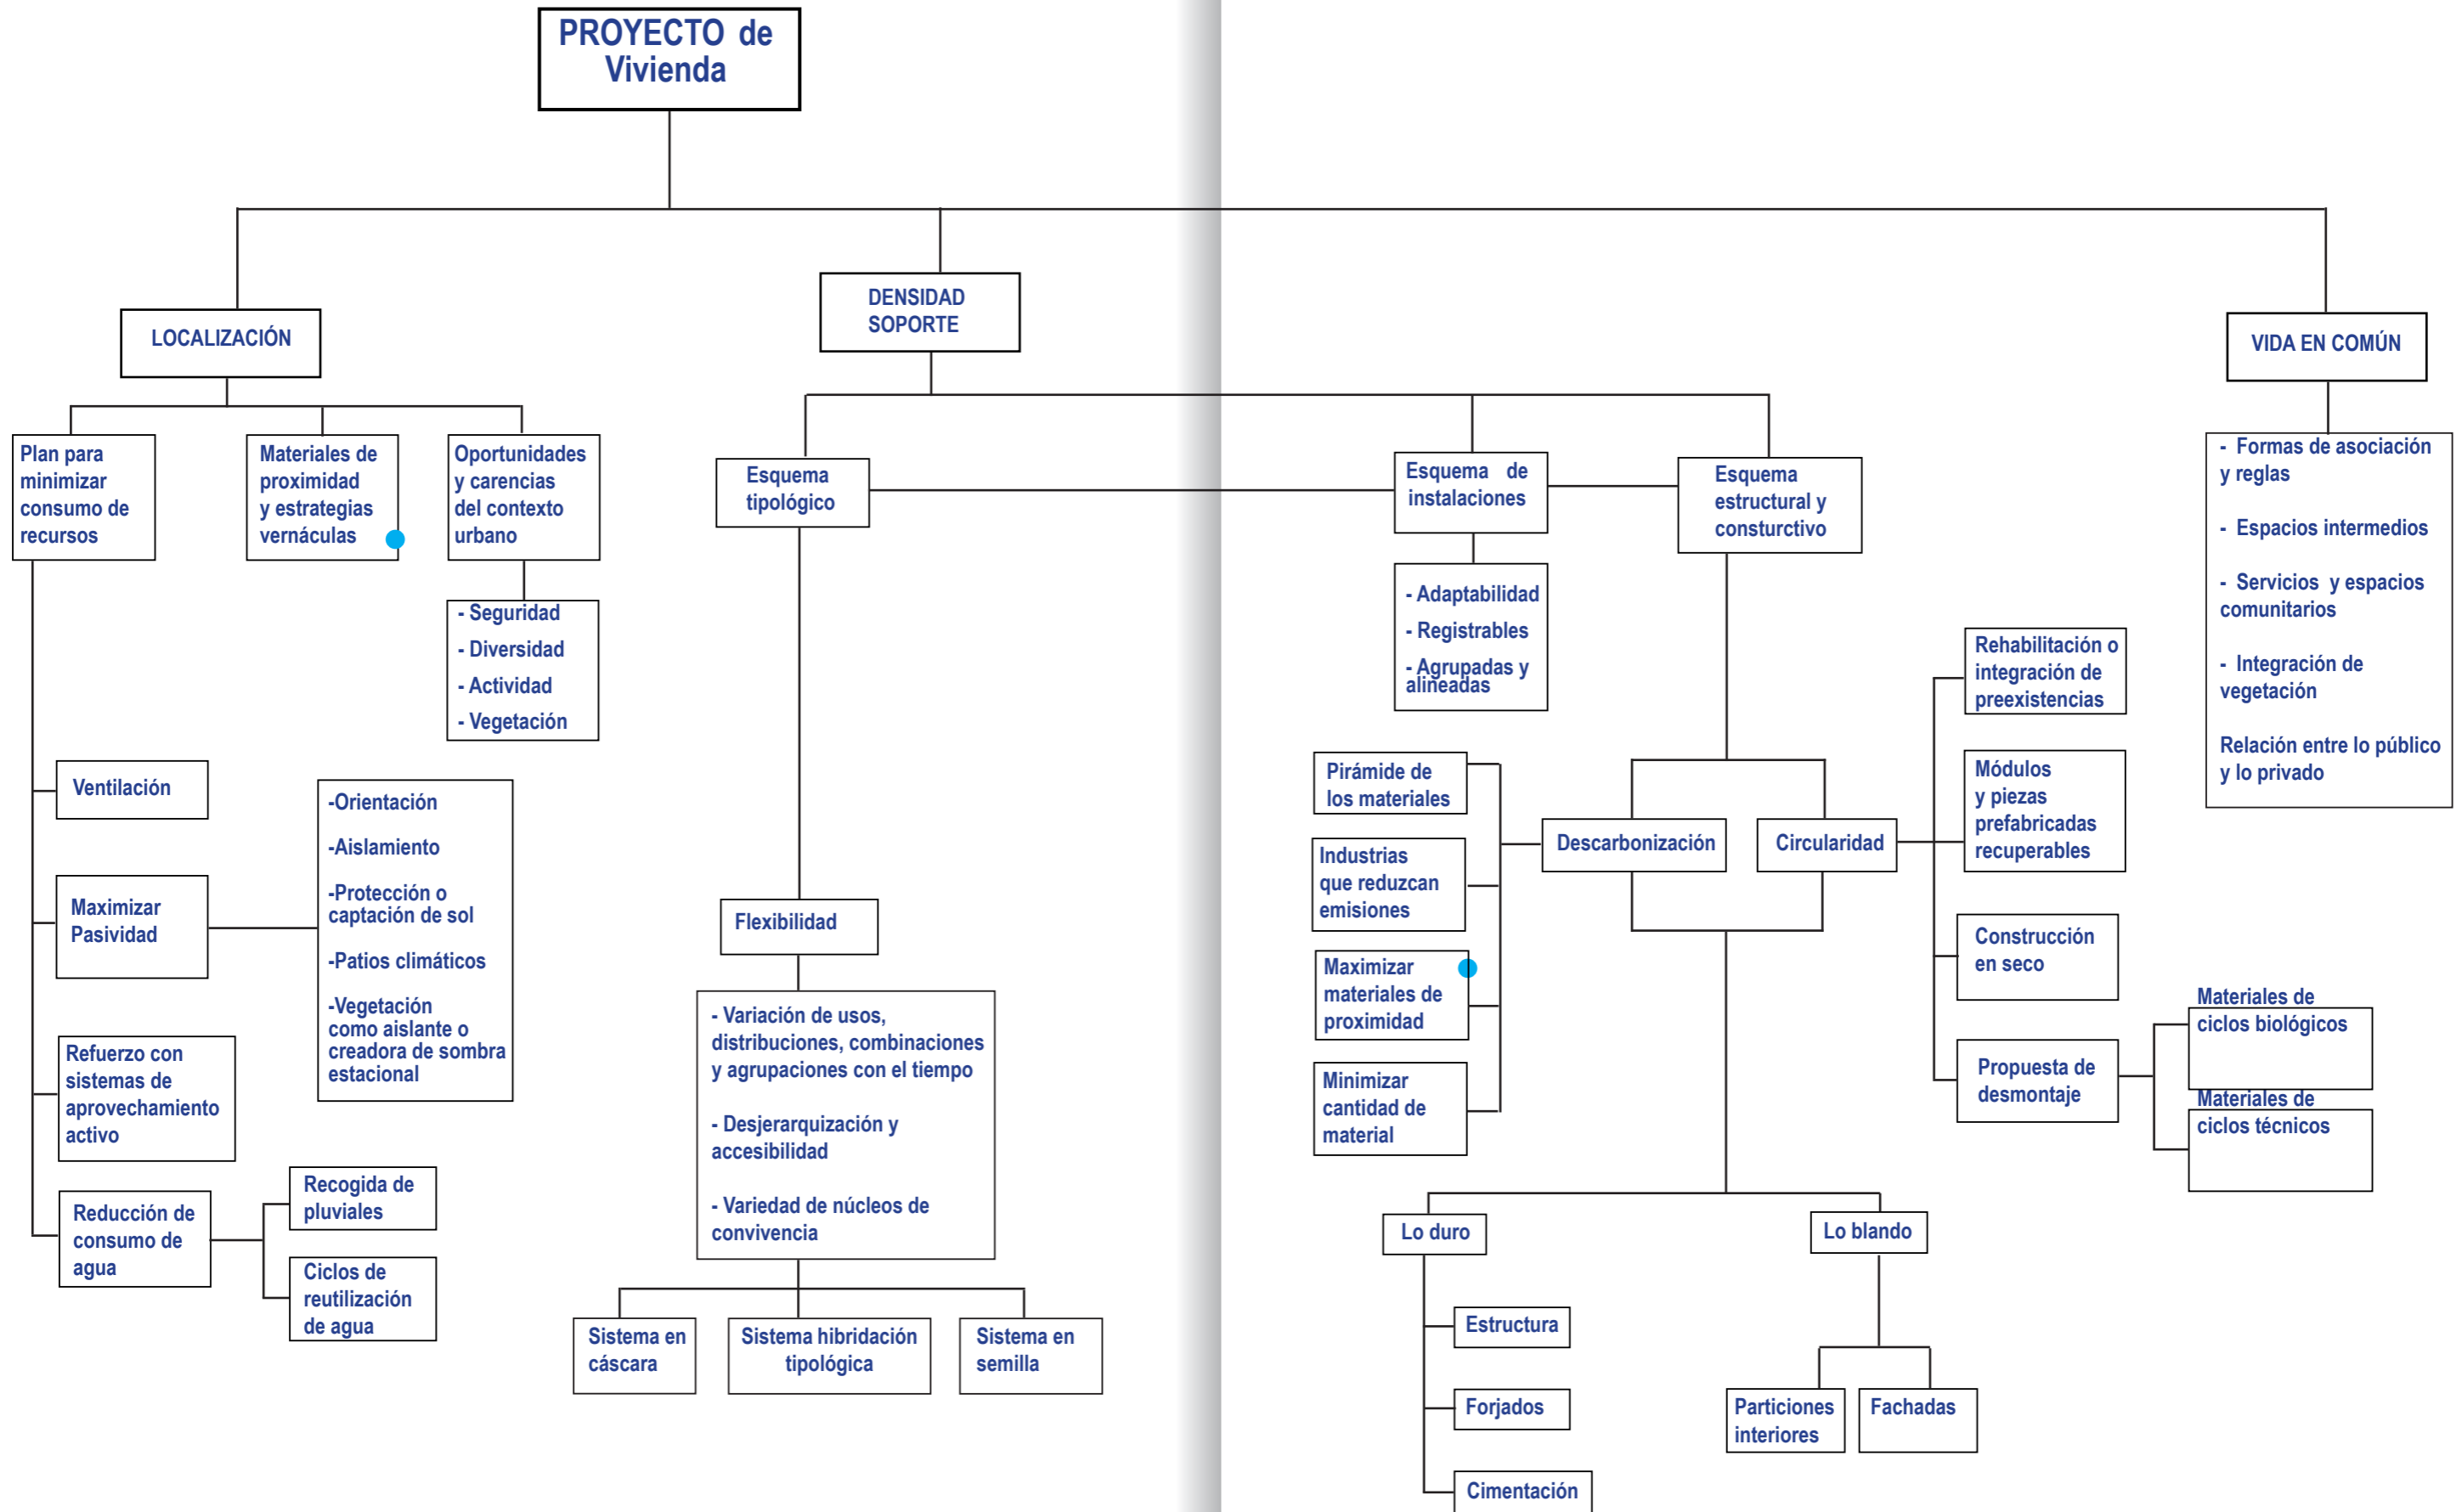 PROYECTO de
Vivienda
LOCALIZACIÓN
DENSIDAD
SOPORTE
VIDA EN COMÚN
Plan para
minimizar
consumo de
recursos
Materiales de
proximidad
y estrategias
vernáculas
Oportunidades
y carencias
del contexto
urbano
- Seguridad
- Diversidad
- Actividad
- Vegetación
Ventilación
Maximizar
Pasividad
-Orientación
-Aislamiento
-Protección o
captación de sol
-Patios climáticos
-Vegetación
como aislante o
creadora de sombra
estacional
Refuerzo con
sistemas de
aprovechamiento
activo
Reducción de
consumo de
agua
Recogida de
pluviales
Ciclos de
reutilización
de agua
Esquema
tipológico
Flexibilidad
- Variación de usos,
distribuciones, combinaciones
y agrupaciones con el tiempo
- Desjerarquización y
accesibilidad
- Variedad de núcleos de
convivencia
Sistema en
cáscara
Sistema hibridación
tipológica
Sistema en
semilla
Esquema de
instalaciones
- Adaptabilidad
- Registrables
- Agrupadas y
alineadas
Esquema
estructural y
consturctivo
Descarbonización
Pirámide de
los materiales
Industrias
que reduzcan
emisiones
Maximizar
materiales de
proximidad
Minimizar
cantidad de
material
Circularidad
Rehabilitación o
integración de
preexistencias
Módulos
y piezas
prefabricadas
recuperables
Construcción
en seco
Propuesta de
desmontaje
Materiales de
ciclos biológicos
Materiales de
ciclos técnicos
Lo duro
Estructura
Forjados
Cimentación
Lo blando
Particiones
interiores
Fachadas
- Formas de asociación
y reglas
- Espacios intermedios
- Servicios y espacios
comunitarios
- Integración de
vegetación
Relación entre lo público
y lo privado